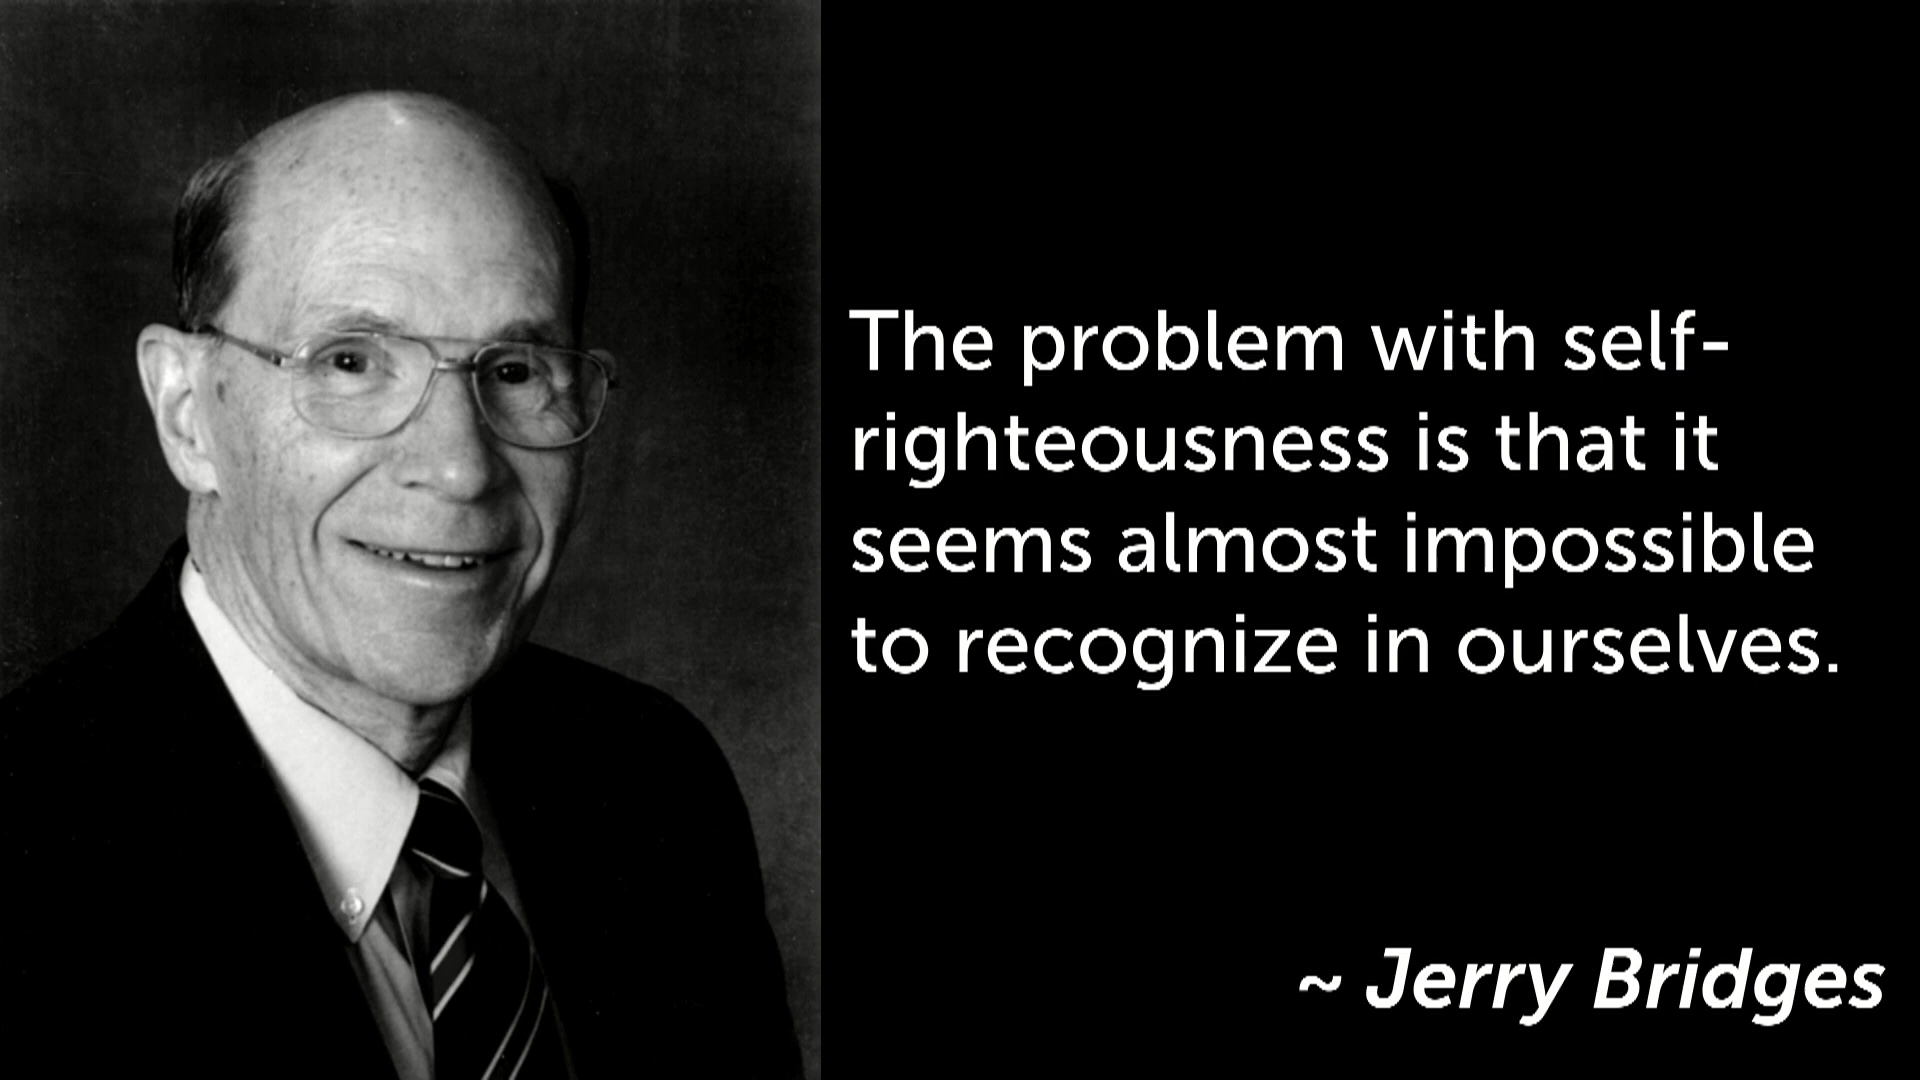 The problem with self-
righteousness is that it
seems almost impossible
to recognize in ourselves.
~ Jerry Bridges